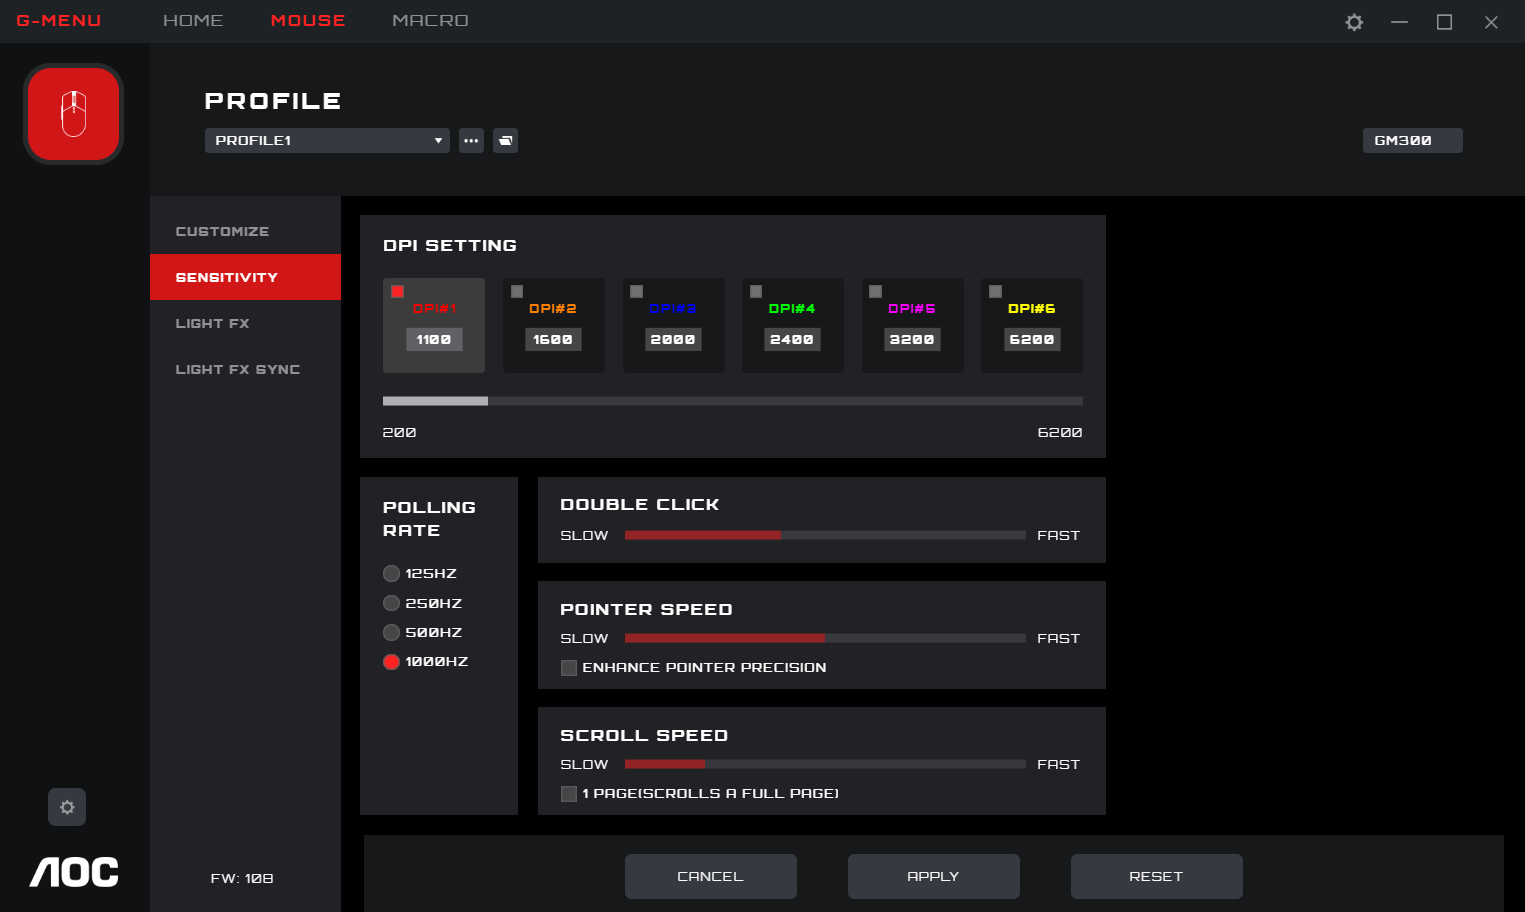 G-MENU HOME MOUSE MACRO
PROFILE
PROFILE1
GM300
CUSTOMIZE
SENSITIVITY
LIGHT FX
LIGHT FX SYNC
FW: 108
AOC
DPI SETTING
DPI#1 DPI#2 DPI#3 DPI#4 DPI#5 DPI#6
1100 1600 2000 2400 3200 6200
200 6200
POLLING
RATE
125HZ
250HZ
500HZ
1000HZ
DOUBLE CLICK
SLOW FAST
POINTER SPEED
SLOW FAST
ENHANCE POINTER PRECISION
SCROLL SPEED
SLOW FAST
1 PAGE(SCROLLS A FULL PAGE)
CANCEL APPLY RESET